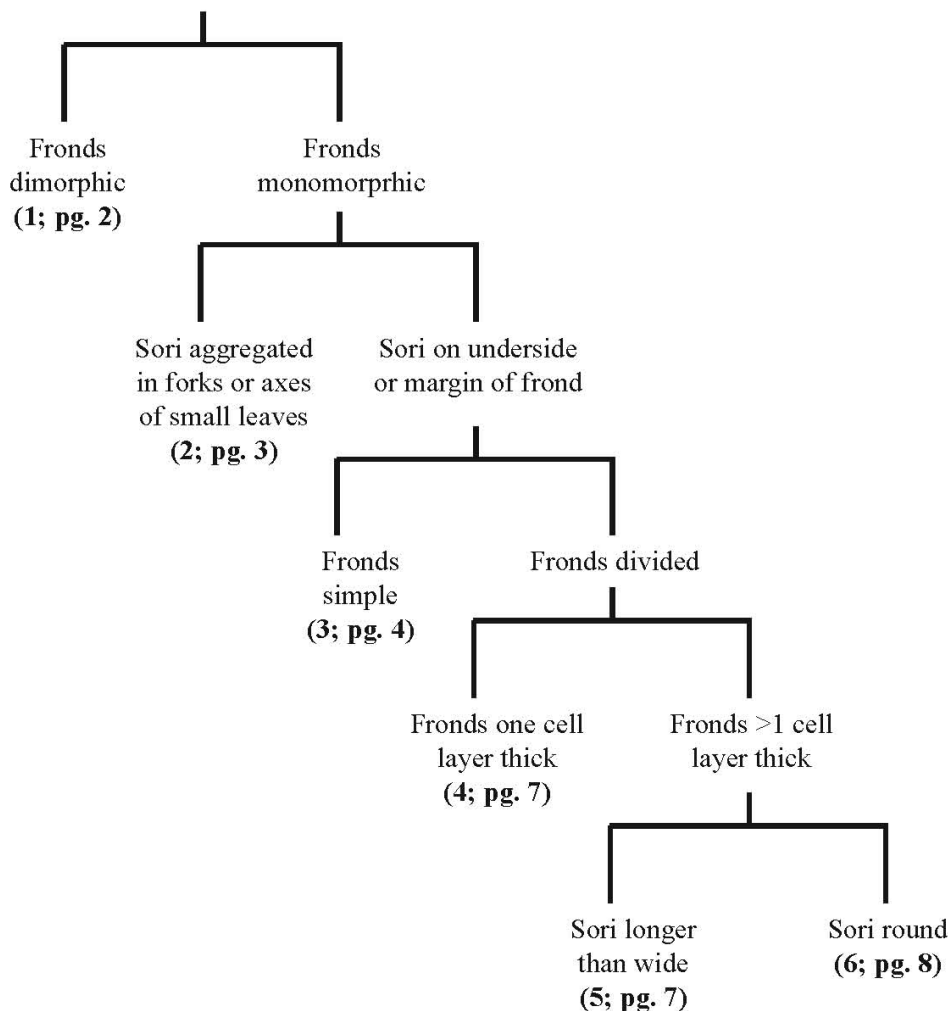 Fronds
dimorphic
(1; pg. 2)
Fronds
monomorprhic
Sori aggregated
in forks or axes
of small leaves
(2; pg. 3)
Sori on underside
or margin of frond
Fronds
simple
(3; pg. 4)
Fronds divided
Fronds one cell
layer thick
(4; pg. 7)
Fronds >1 cell
layer thick
Sori longer
than wide
(5; pg. 7)
Sori round
(6; pg. 8)